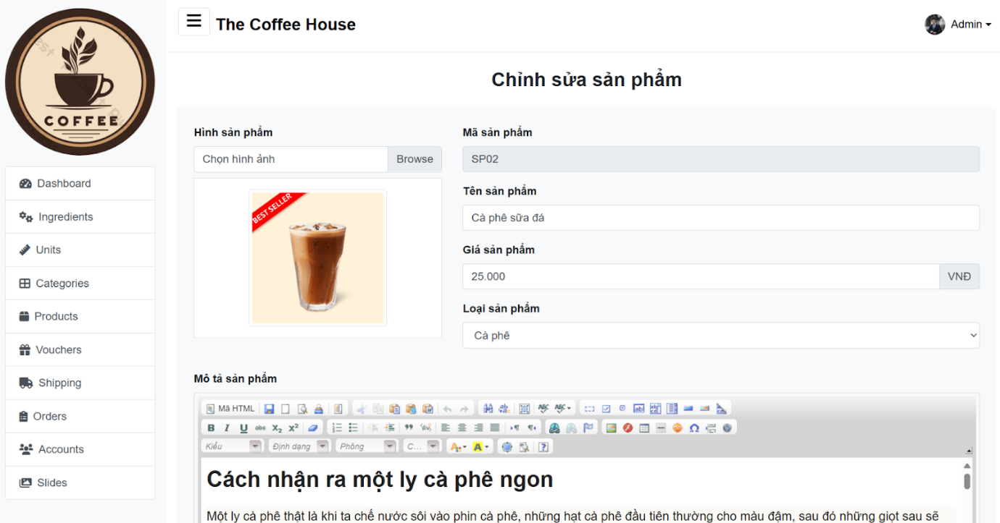 COFFEE
Dashboard
Ingredients
Units
Categories
Products
Vouchers
Shipping
Orders
Accounts
Slides
The Coffee House
Admin
Chỉnh sửa sản phẩm
Hình sản phẩm
Chọn hình ảnh Browse
BEST SELLER
Mã sản phẩm
SP02
Tên sản phẩm
Cà phê sữa đá
Giá sản phẩm
25.000 VNĐ
Loại sản phẩm
Cà phê
Mô tả sản phẩm
Mã HTML
Kiểu Định dạng Phông C...
Cách nhận ra một ly cà phê ngon
Một ly cà phê thật là khi ta chế nước sôi vào phin cà phê, những hạt cà phê đầu tiên thường cho màu đậm, sau đó những giọt sau sẽ